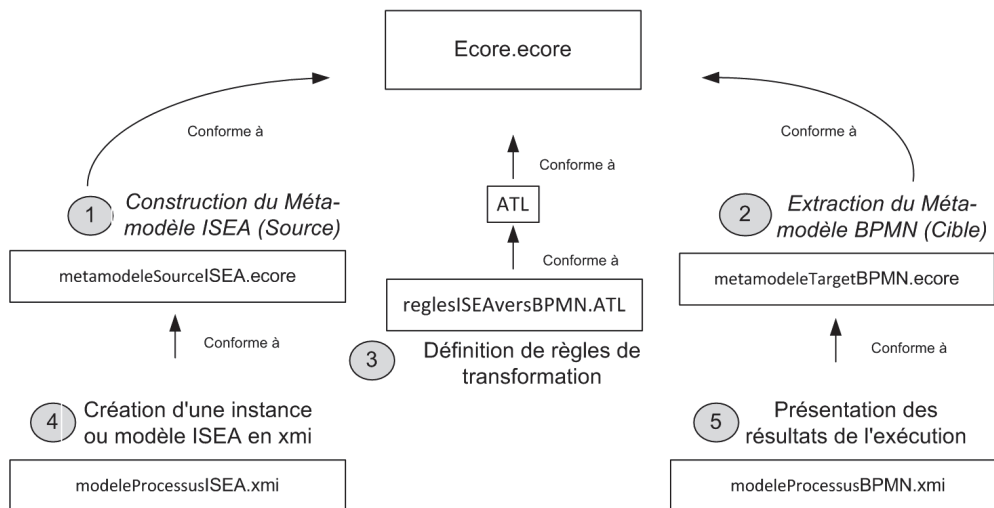 Ecore.ecore
Conforme à
Conforme à
Conforme à
1
Construction du Méta-
modèle ISEA (Source)
ATL
2
Extraction du Méta-
modèle BPMN (Cible)
metamodeleSourceISEA.ecore
Conforme à
reglesISEAversBPMN.ATL
metamodeleTargetBPMN.ecore
Conforme à
3
Définition de règles de
transformation
Conforme à
4
Création d'une instance
ou modèle ISEA en xmi
5
Présentation des
résultats de l'exécution
modeleProcessusISEA.xmi
modeleProcessusBPMN.xmi